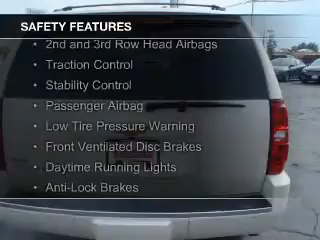 SAFETY FEATURES
• 2nd and 3rd Row Head Airbags
• Traction Control
• Stability Control
• Passenger Airbag
• Low Tire Pressure Warning
• Front Ventilated Disc Brakes
• Daytime Running Lights
• Anti-Lock Brakes